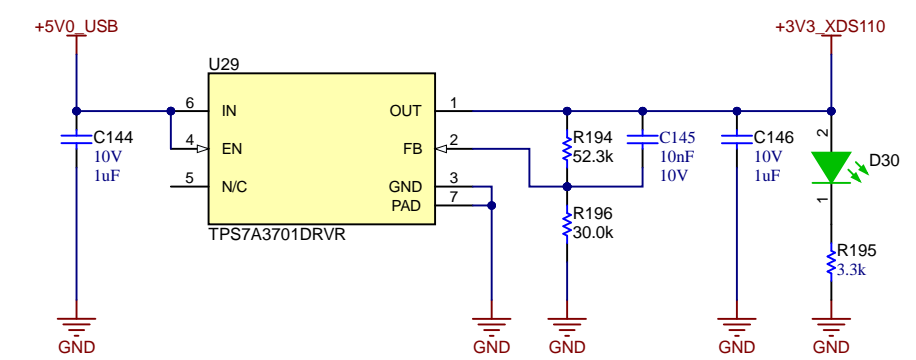 +5V0_USB
+3V3_XDS110
U29
6
IN
OUT
1
4
EN
FB
2
5
N/C
GND
3
PAD
7
TPS7A3701DRVR
C144
10V
1uF
R194
52.3k
C145
10nF
10V
C146
10V
1uF
2
D30
1
R196
30.0k
R195
3.3k
GND
GND
GND
GND
GND